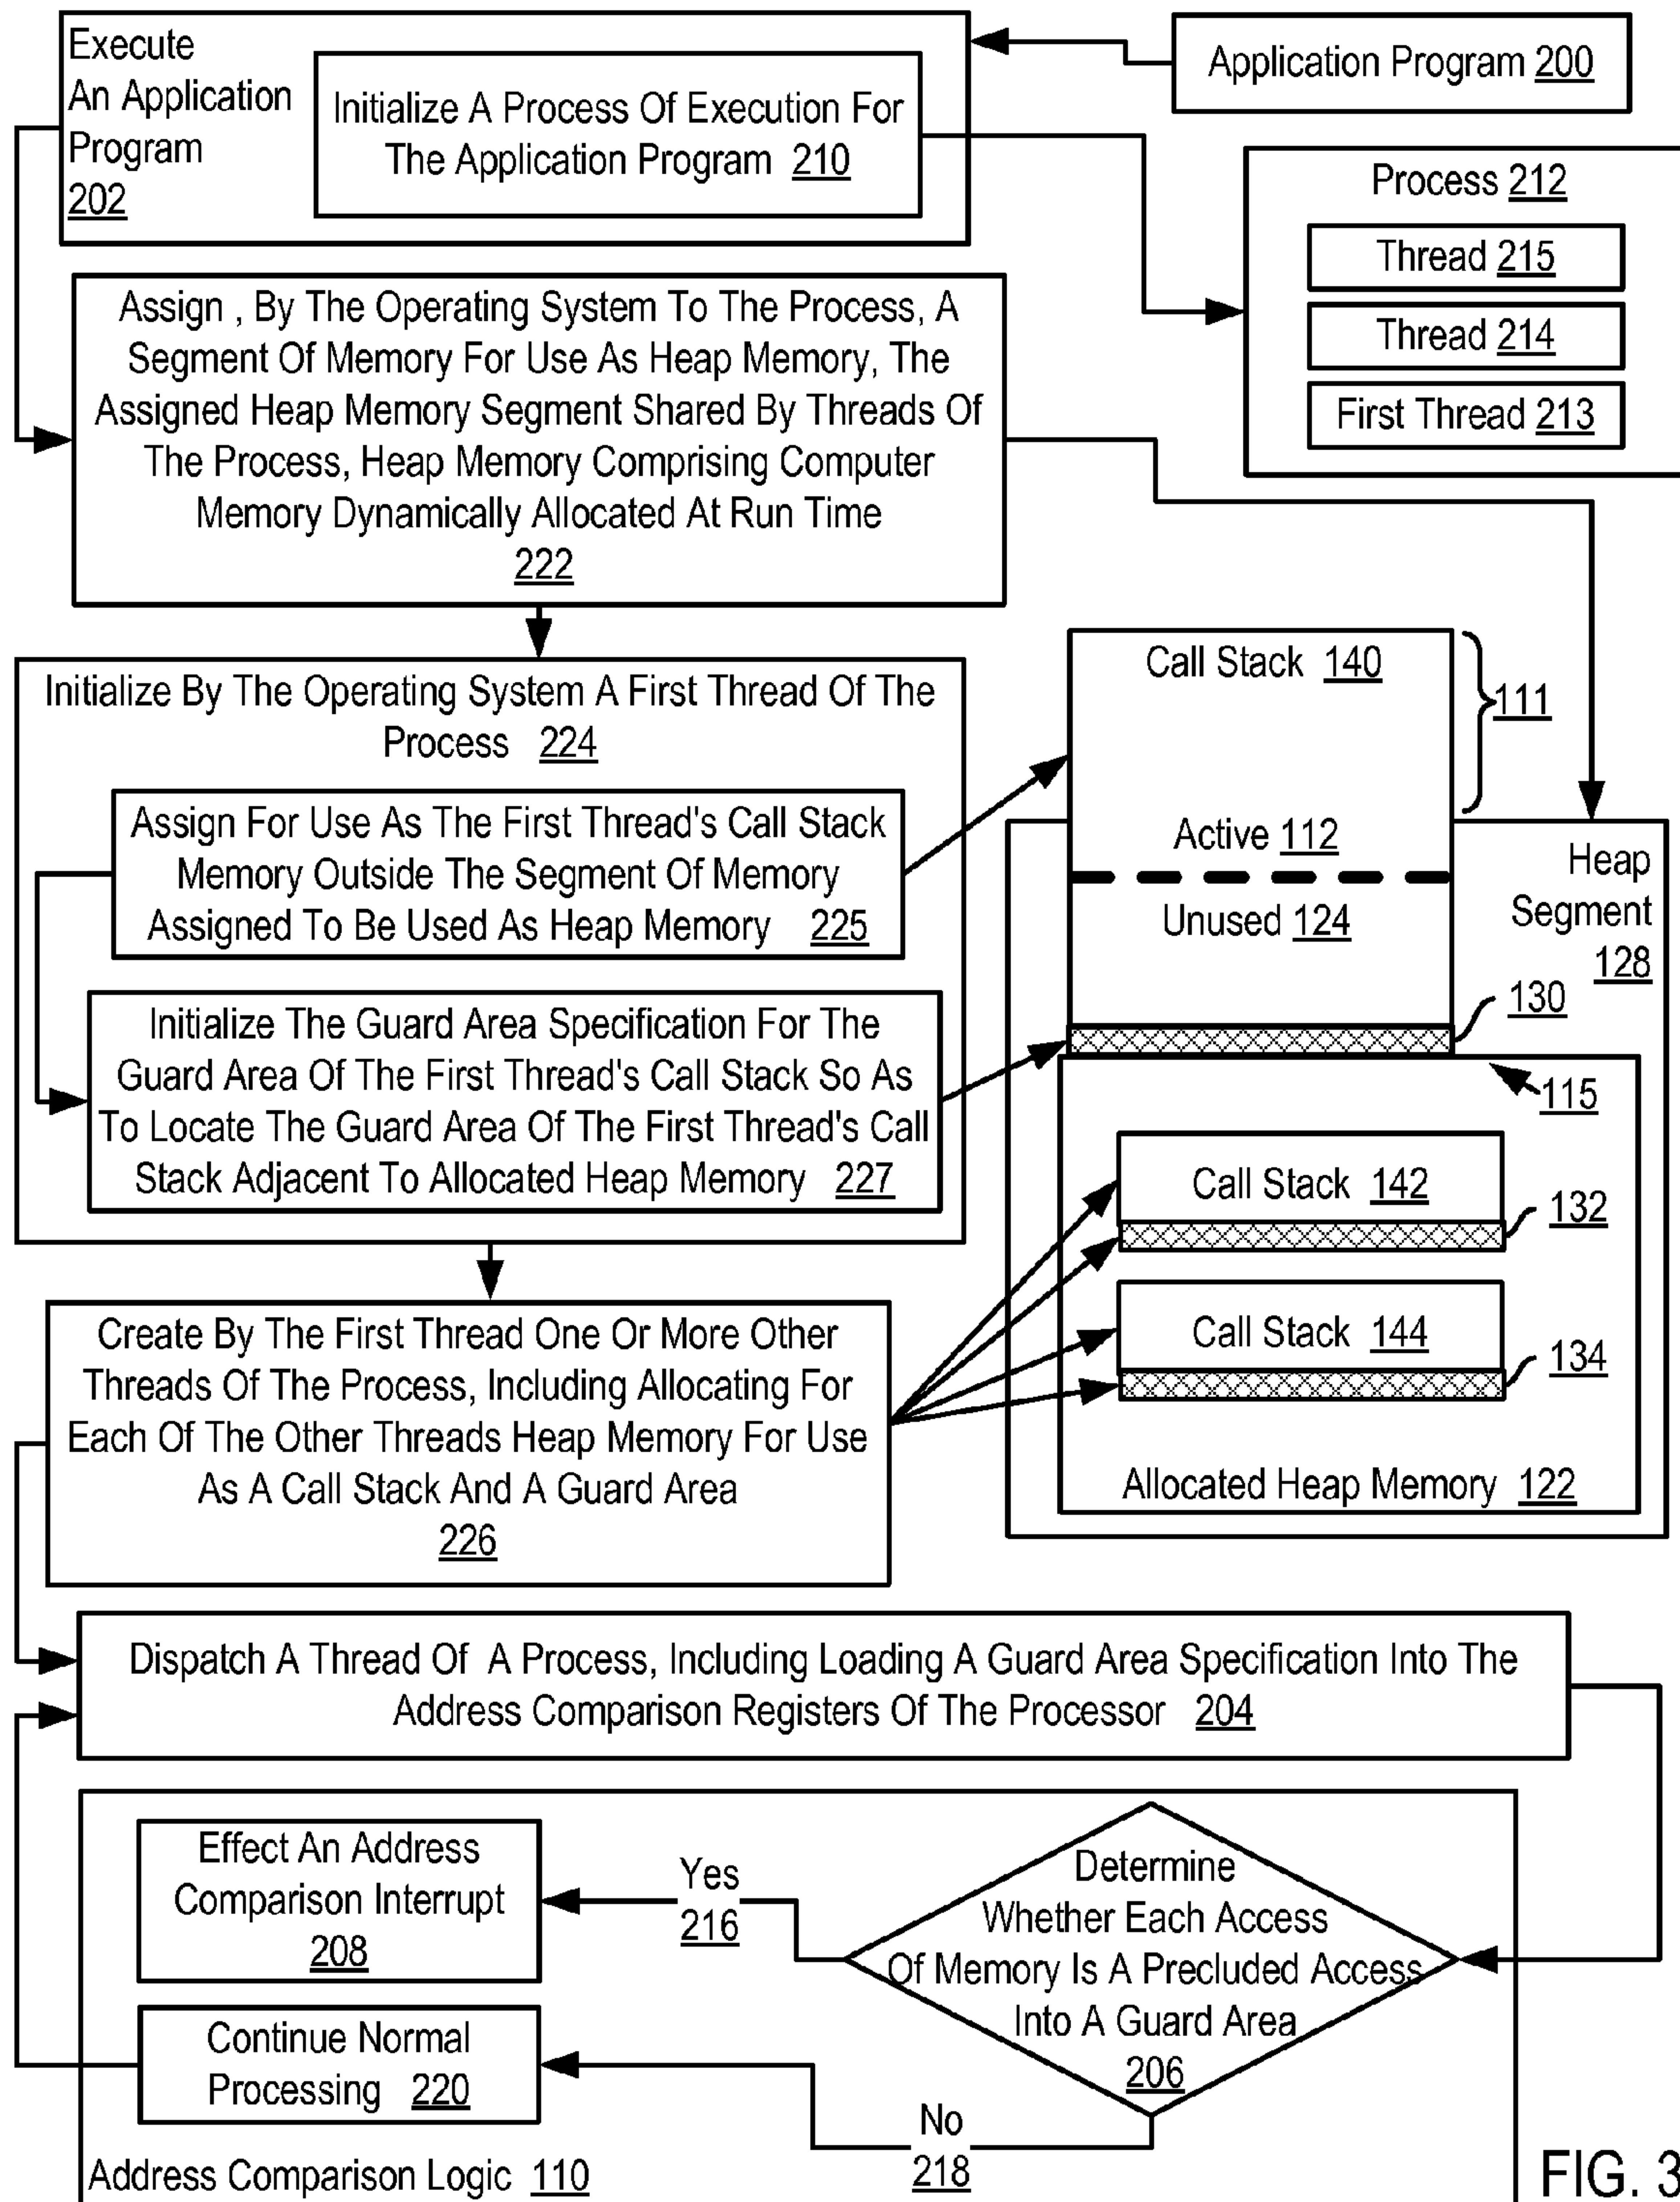 Execute
An Application
Program
202
Initialize A Process Of Execution For
The Application Program 210
Application Program 200
Process 212
Thread 215
Thread 214
First Thread 213
Assign , By The Operating System To The Process, A
Segment Of Memory For Use As Heap Memory, The
Assigned Heap Memory Segment Shared By Threads Of
The Process, Heap Memory Comprising Computer
Memory Dynamically Allocated At Run Time
222
Initialize By The Operating System A First Thread Of The
Process 224
Assign For Use As The First Thread's Call Stack
Memory Outside The Segment Of Memory
Assigned To Be Used As Heap Memory 225
Initialize The Guard Area Specification For The
Guard Area Of The First Thread's Call Stack So As
To Locate The Guard Area Of The First Thread's Call
Stack Adjacent To Allocated Heap Memory 227
Call Stack 140
111
Active 112
Unused 124
Heap
Segment
128
130
115
Call Stack 142
132
Call Stack 144
134
Allocated Heap Memory 122
Create By The First Thread One Or More Other
Threads Of The Process, Including Allocating For
Each Of The Other Threads Heap Memory For Use
As A Call Stack And A Guard Area
226
Dispatch A Thread Of A Process, Including Loading A Guard Area Specification Into The
Address Comparison Registers Of The Processor 204
Effect An Address
Comparison Interrupt
208
Yes
216
Determine
Whether Each Access
Of Memory Is A Precluded Access
Into A Guard Area
206
Continue Normal
Processing 220
No
218
Address Comparison Logic 110
FIG. 3